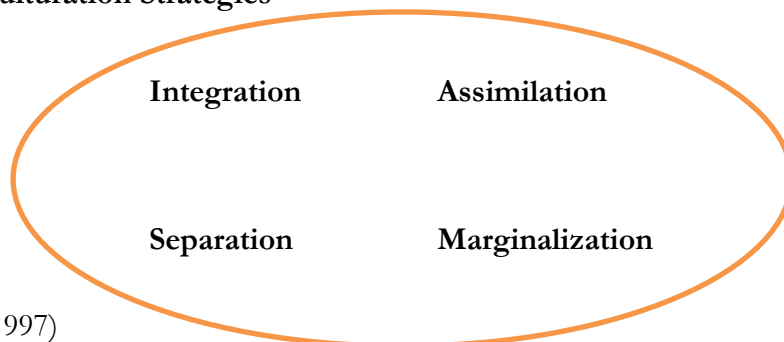 ulturation Strategies
Integration Assimilation
Separation Marginalization
997)